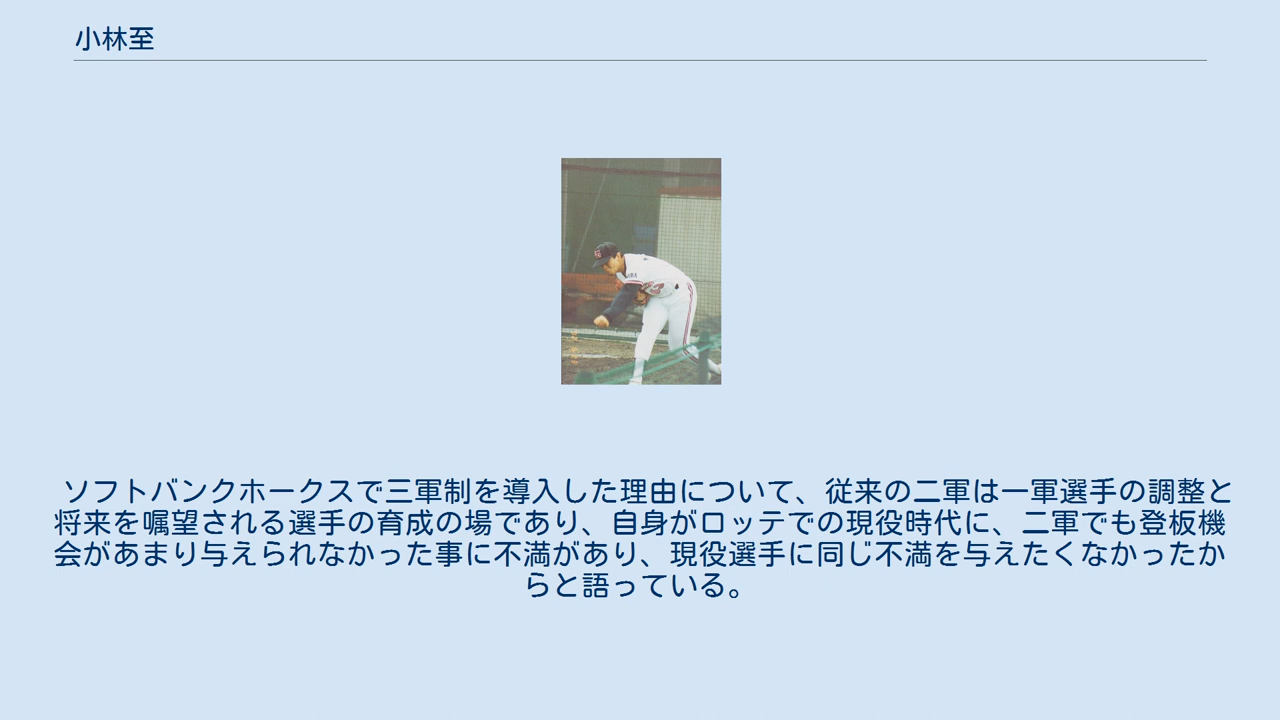 小林至
ソフトバンクホークスで三軍制を導入した理由について、従来の二軍は一軍選手の調整と
将来を嘱望される選手の育成の場であり、自身がロッテでの現役時代に、二軍でも登板機
会があまり与えられなかった事に不満があり、現役選手に同じ不満を与えたくなかったか
らと語っている。